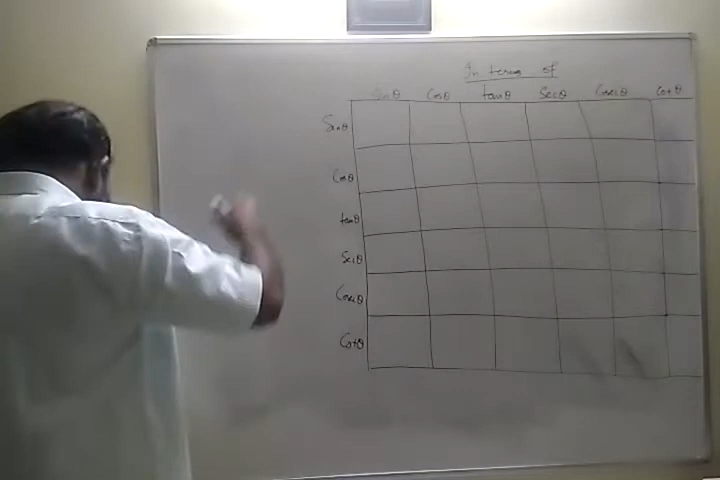 In terms of
Sinθ Cosθ tanθ Secθ Cosecθ Cotθ
Sinθ
Cosθ
tanθ
Secθ
Cosecθ
Cotθ